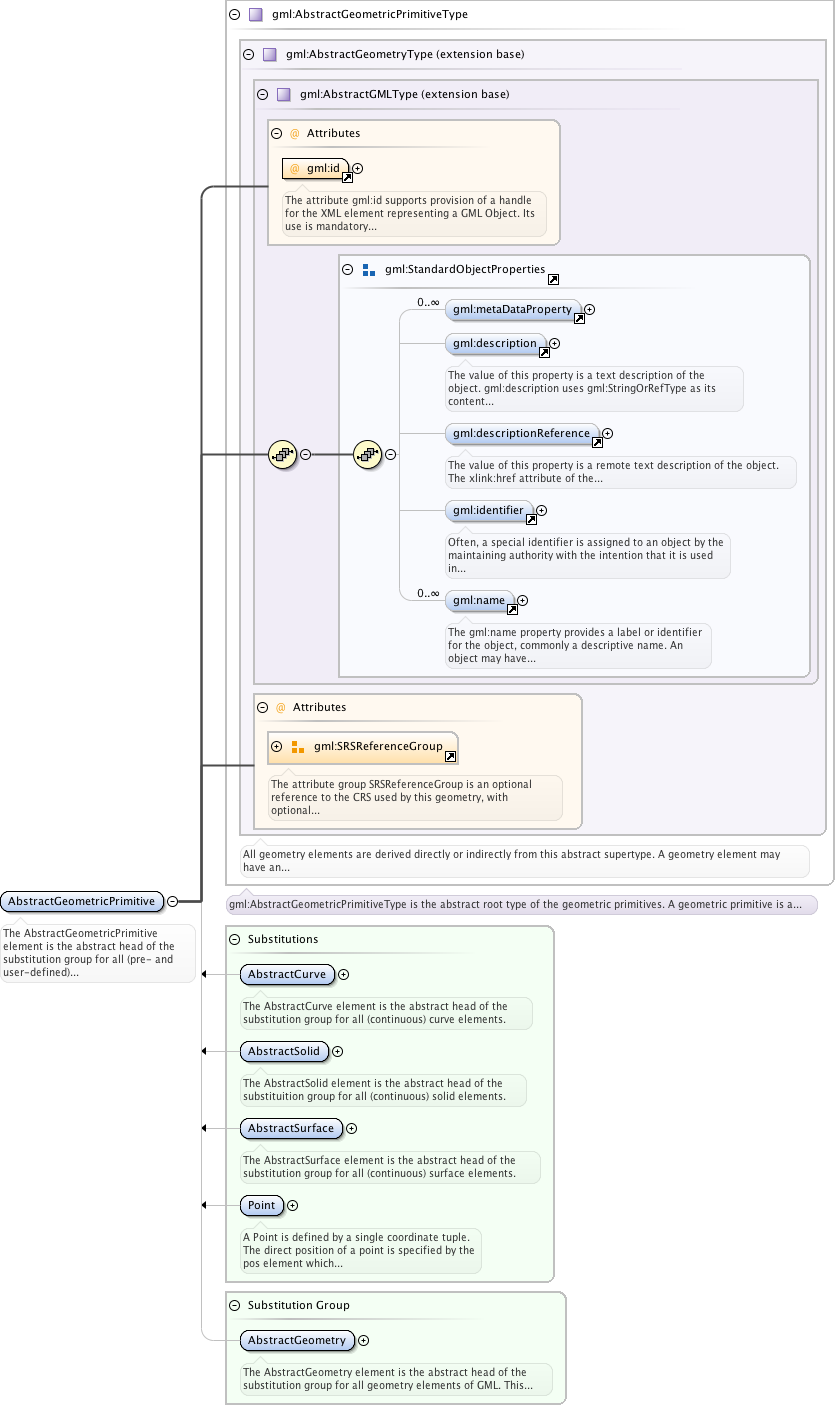 gml:AbstractGeometricPrimitiveType
gml:AbstractGeometryType (extension base)
gml:AbstractGMLType (extension base)
@ Attributes
@ gml:id
The attribute gml:id supports provision of a handle
for the XML element representing a GML Object. Its
use is mandatory...
gml:StandardObjectProperties
0..∞
gml:metaDataProperty
gml:description
The value of this property is a text description of the
object. gml:description uses gml:StringOrRefType as its
content...
gml:descriptionReference
The value of this property is a remote text description of the object.
The xlink:href attribute of the...
gml:identifier
Often, a special identifier is assigned to an object by the
maintaining authority with the intention that it is used
in...
0..∞
gml:name
The gml:name property provides a label or identifier
for the object, commonly a descriptive name. An
object may have...
@ Attributes
gml:SRSReferenceGroup
The attribute group SRSReferenceGroup is an optional
reference to the CRS used by this geometry, with
optional...
All geometry elements are derived directly or indirectly from this abstract supertype. A geometry element may
have an...
AbstractGeometricPrimitive
gml:AbstractGeometricPrimitiveType is the abstract root type of the geometric primitives. A geometric primitive is a...
The AbstractGeometricPrimitive
element is the abstract head of the
substitution group for all (pre- and
user-defined)...
Substitutions
AbstractCurve
The AbstractCurve element is the abstract head of the
substitution group for all (continuous) curve elements.
AbstractSolid
The AbstractSolid element is the abstract head of the
substituition group for all (continuous) solid elements.
AbstractSurface
The AbstractSurface element is the abstract head of the
substitution group for all (continuous) surface elements.
Point
A Point is defined by a single coordinate tuple.
The direct position of a point is specified by the
pos element which...
Substitution Group
AbstractGeometry
The AbstractGeometry element is the abstract head of the
substitution group for all geometry elements of GML. This...